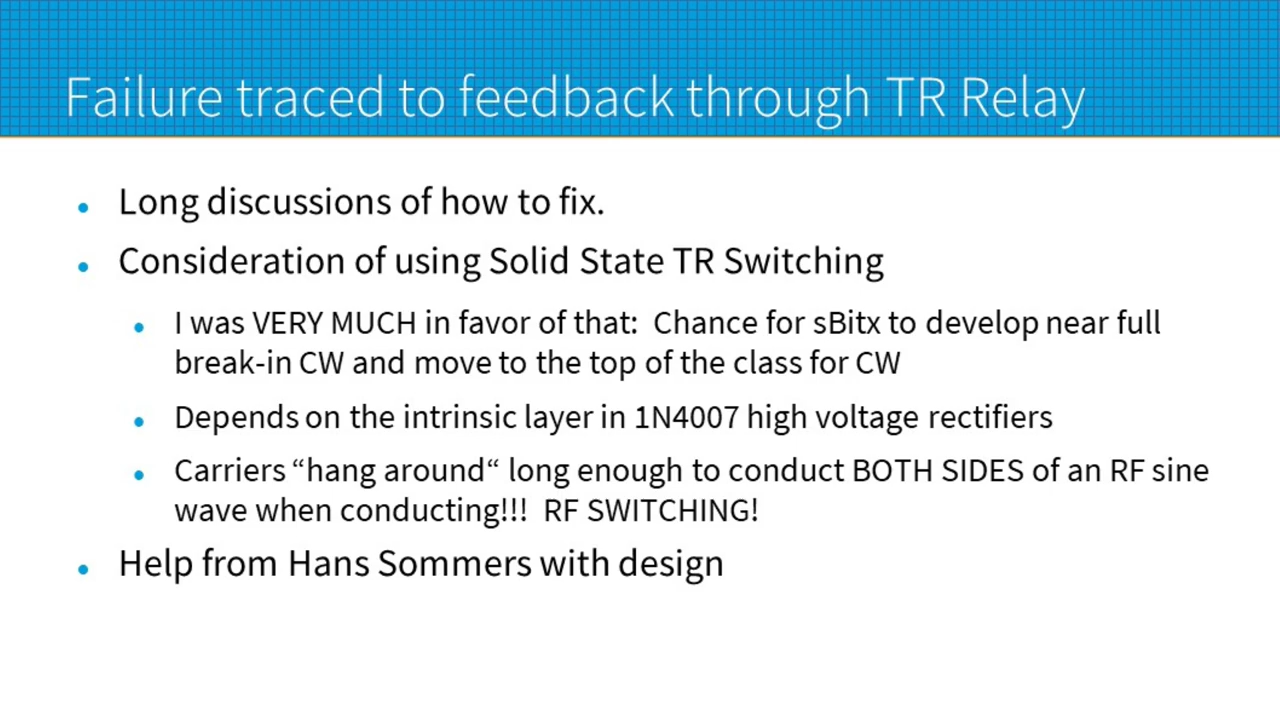 Failure traced to feedback through TR Relay
Long discussions of how to fix.
Consideration of using Solid State TR Switching
I was VERY MUCH in favor of that:  Chance for sBitx to develop near full
break-in CW and move to the top of the class for CW
Depends on the intrinsic layer in 1N4007 high voltage rectifiers
Carriers “hang around“ long enough to conduct BOTH SIDES of an RF sine
wave when conducting!!!  RF SWITCHING!
Help from Hans Sommers with design